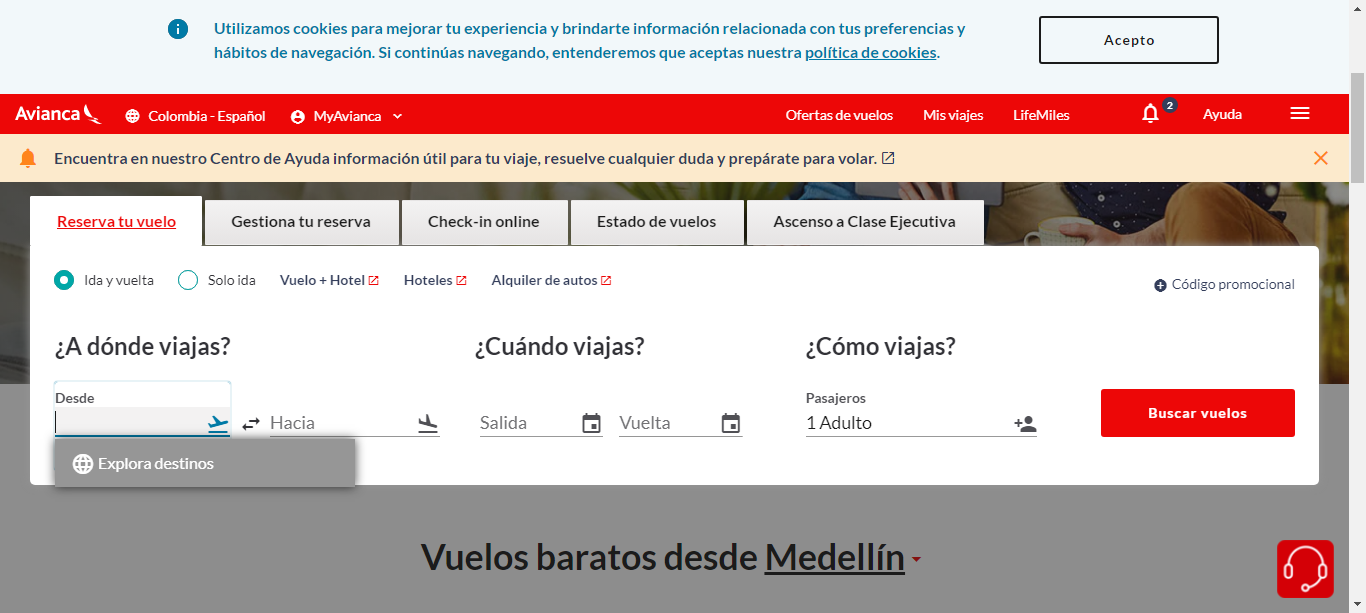 Utilizamos cookies para mejorar tu experiencia y brindarte información relacionada con tus preferencias y
hábitos de navegación. Si continúas navegando, entenderemos que aceptas nuestra política de cookies.
Acepto
Avianca
Colombia - Español
MyAvianca
Ofertas de vuelos
Mis viajes
LifeMiles
2
Ayuda
Encuentra en nuestro Centro de Ayuda información útil para tu viaje, resuelve cualquier duda y prepárate para volar.
Reserva tu vuelo
Gestiona tu reserva
Check-in online
Estado de vuelos
Ascenso a Clase Ejecutiva
Ida y vuelta
Solo ida
Vuelo + Hotel
Hoteles
Alquiler de autos
Código promocional
¿A dónde viajas?
¿Cuándo viajas?
¿Cómo viajas?
Desde
Hacia
Salida
Vuelta
Pasajeros
1 Adulto
Buscar vuelos
Explora destinos
Vuelos baratos desde Medellín